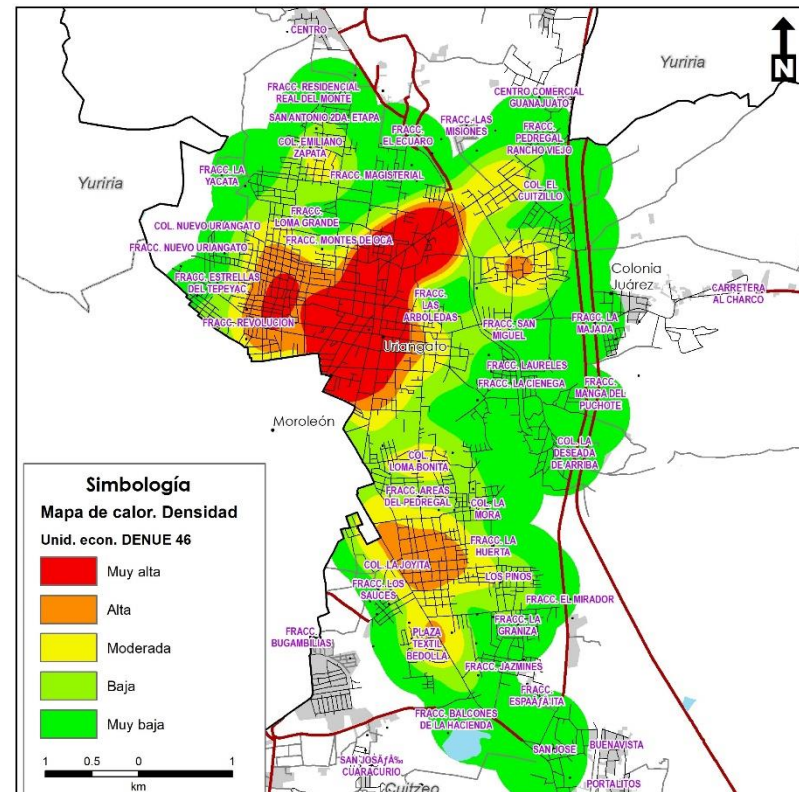 CENTRO
N
Yuriria
FRACC. RESIDENCIAL
REAL DEL MONTE
CENTRO COMERCIAL
GUANAJUATO
SAN ANTONIO 2DA. ETAPA
FRACC. LAS
MISIONES
FRACC.
EL ECUARO
FRACC.
PEDREGAL
RANCHO VIEJO
COL. EMILIANO
ZAPATA
FRACC. LA
YACATA
FRACC. MAGISTERIAL
Yuriria
COL. EL
CUITZILLO
FRACC.
LOMA GRANDE
COL. NUEVO URIANGATO
FRACC. MONTES DE OCA
FRACC. NUEVO URIANGATO
FRACC. ESTRELLAS
DEL TEPEYAC
Colonia
Juárez
CARRETERA
AL CHARCO
FRACC.
LAS
ARBOLEDAS
FRACC. REVOLUCION
FRACC. SAN
MIGUEL
FRACC. LA
MAJADA
Uriangato
FRACC. LAURELES
FRACC. LA CIENEGA
FRACC.
MANGA DEL
PUCHOTE
Moroleón
COL. LA
DESEADA
DE ARRIBA
COL.
LOMA BONITA
FRACC. AREAS
DEL PEDREGAL
COL. LA
MORA
FRACC. LA
HUERTA
COL. LA JOYITA
LOS PINOS
FRACC. LOS
SAUCES
FRACC. EL MIRADOR
FRACC. LA
GRANIZA
FRACC.
BUGAMBILIAS
PLAZA
TEXTIL
BEDOLLA
FRACC. JAZMINES
FRACC.
ESPAÃƒÂ'ITA
FRACC. BALCONES
DE LA HACIENDA
SAN JOSE
BUENAVISTA
SAN JOSÃƒÂ‰
CUARACURIO
Cuitzeo
PORTALITOS
Simbología
Mapa de calor. Densidad
Unid. econ. DENUE 46
Muy alta
Alta
Moderada
Baja
Muy baja
1 0.5 0 1
km